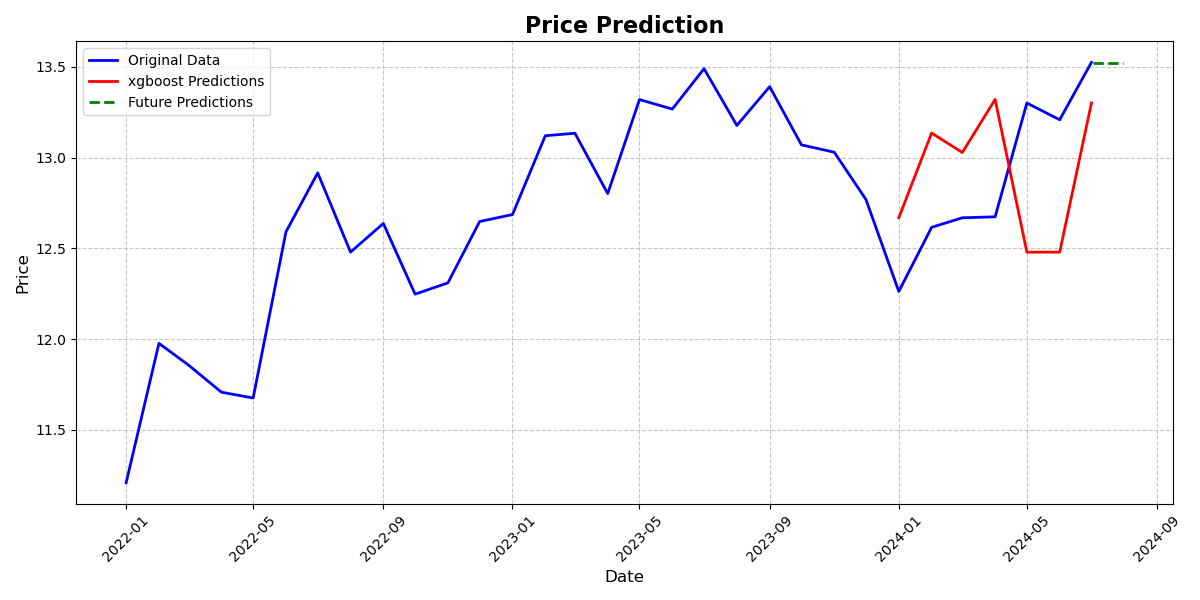 Price Prediction
Original Data
xgboost Predictions
Future Predictions
13.5
13.0
12.5
12.0
11.5
Price
2022-01
2022-05
2022-09
2023-01
2023-05
2023-09
2024-01
2024-05
2024-09
Date